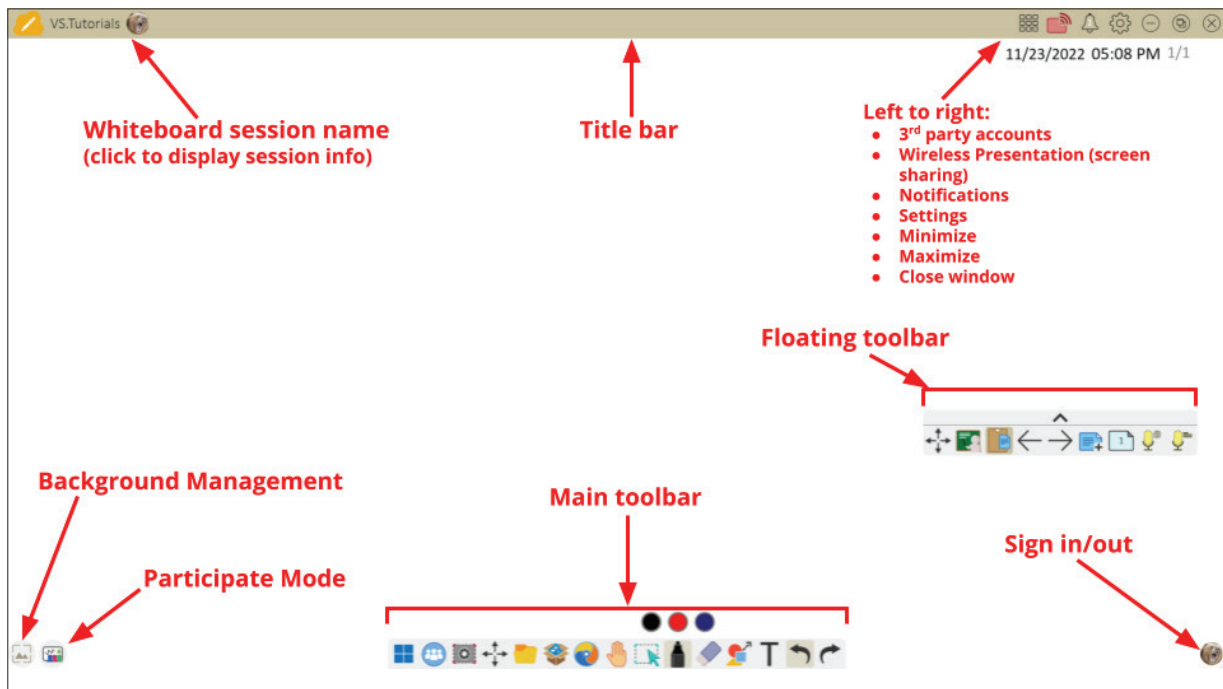 VS.Tutorials
11/23/2022 05:08 PM 1/1
Whiteboard session name
(click to display session info)
Title bar
Left to right:
● 3rd party accounts
● Wireless Presentation (screen
sharing)
● Notifications
● Settings
● Minimize
● Maximize
● Close window
Floating toolbar
1
Background Management
Main toolbar
Sign in/out
Participate Mode
T